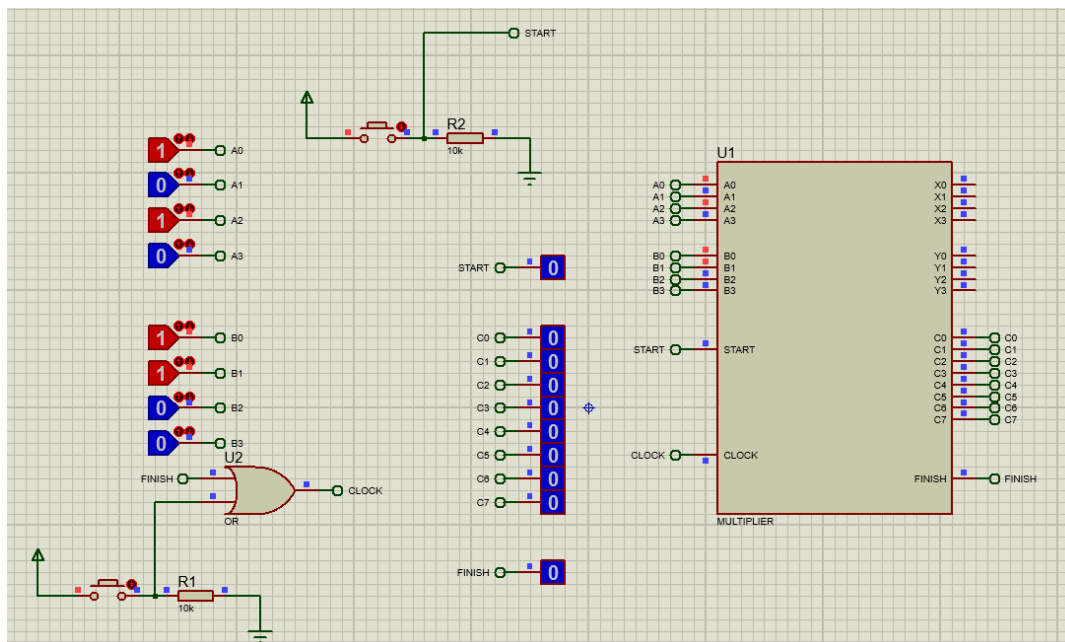 START
R2
10k
1 A0
0 A1
1 A2
0 A3
START 0
1 B0
1 B1
0 B2
0 B3
U2
FINISH
CLOCK
OR
C0 0
C1 0
C2 0
C3 0
C4 0
C5 0
C6 0
C7 0
FINISH 0
R1
10k
U1
A0 A0 X0
A1 A1 X1
A2 A2 X2
A3 A3 X3
B0 B0 Y0
B1 B1 Y1
B2 B2 Y2
B3 B3 Y3
START START
C0 C0
C1 C1
C2 C2
C3 C3
C4 C4
C5 C5
C6 C6
C7 C7
CLOCK CLOCK
FINISH FINISH
MULTIPLIER